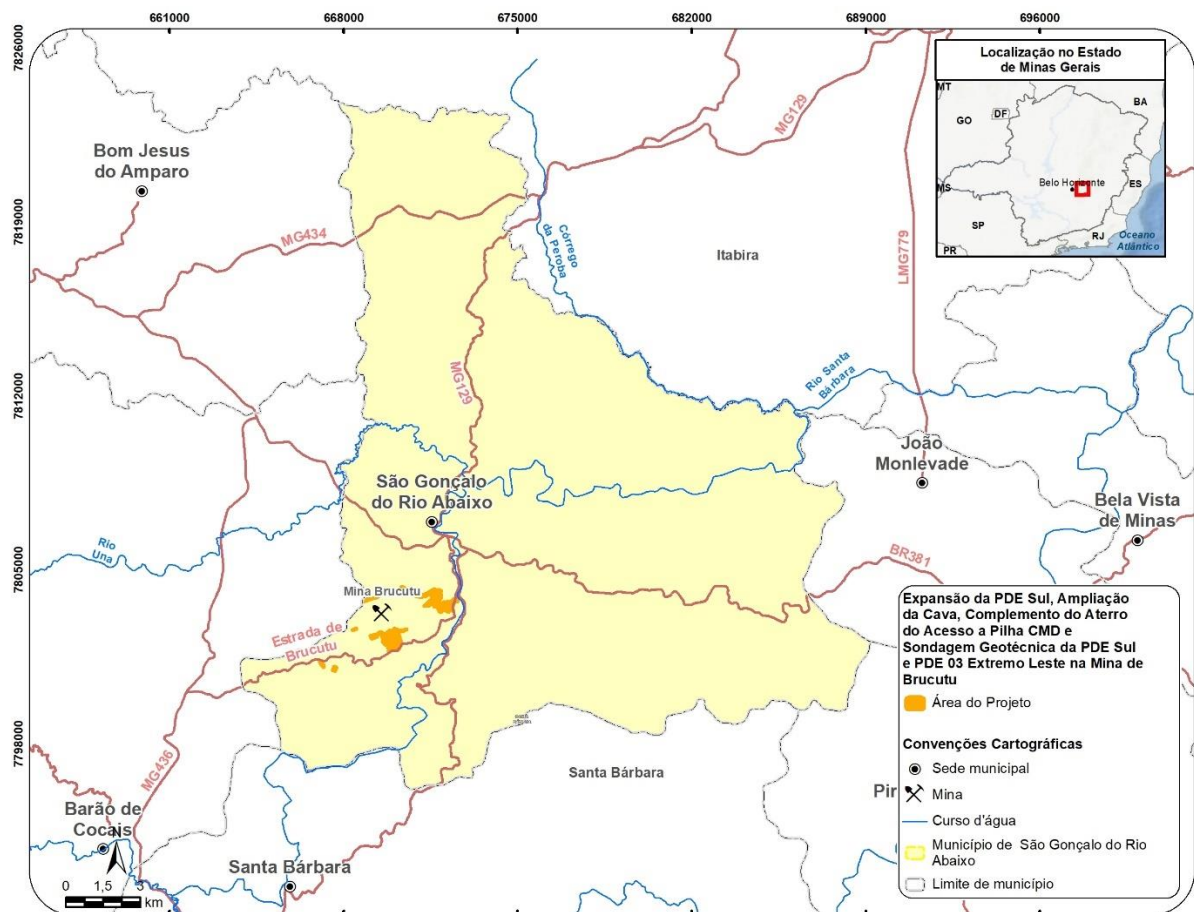 661000
668000
675000
682000
689000
696000
7826000
7819000
7812000
7805000
7798000
Localização no Estado
de Minas Gerais
MT
BA
GO
DF
Belo Horizonte
MS
ES
SP
RJ
PR
Oceano
Atlântico
MG129
Bom Jesus
do Amparo
MG434
Córrego
da Peroba
Itabira
LMG779
MG129
Rio Santa
Bárbara
João
Monlevade
São Gonçalo
do Rio Abaixo
Bela Vista
de Minas
Rio
Una
BR381
Mina Brucutu
Estrada de
Brucutu
MG436
Santa Bárbara
Pir
Barão de
Cocais
Santa Bárbara
N
0 1,5 3
km
Expansão da PDE Sul, Ampliação
da Cava, Complemento do Aterro
do Acesso a Pilha CMD e
Sondagem Geotécnica da PDE Sul
e PDE 03 Extremo Leste na Mina de
Brucutu
Área do Projeto
Convenções Cartográficas
Sede municipal
Mina
Curso d'água
Município de São Gonçalo do Rio
Abaixo
Limite de município